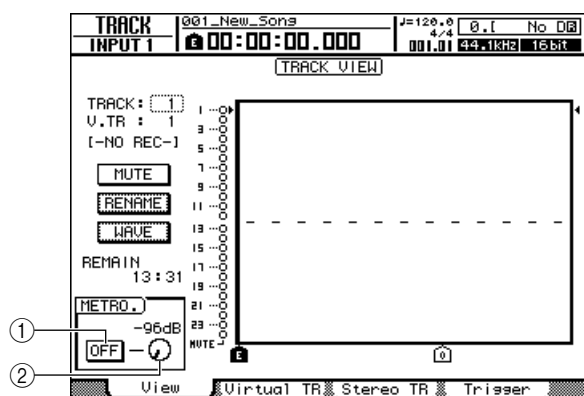 TRACK
INPUT 1
001_New_Song
E 00:00:00.000
♩=120.0
4/4
001.01
0.[ No DB]
44.1kHz 16bit
TRACK VIEW
TRACK: 1
V.TR : 1
[-NO REC-]
MUTE
RENAME
WAVE
REMAIN
13:31
METRO.
-96dB
OFF
1
3
5
7
9
11
13
15
17
19
21
23
MUTE
E
0
①
②
View
Virtual TR
Stereo TR
Trigger